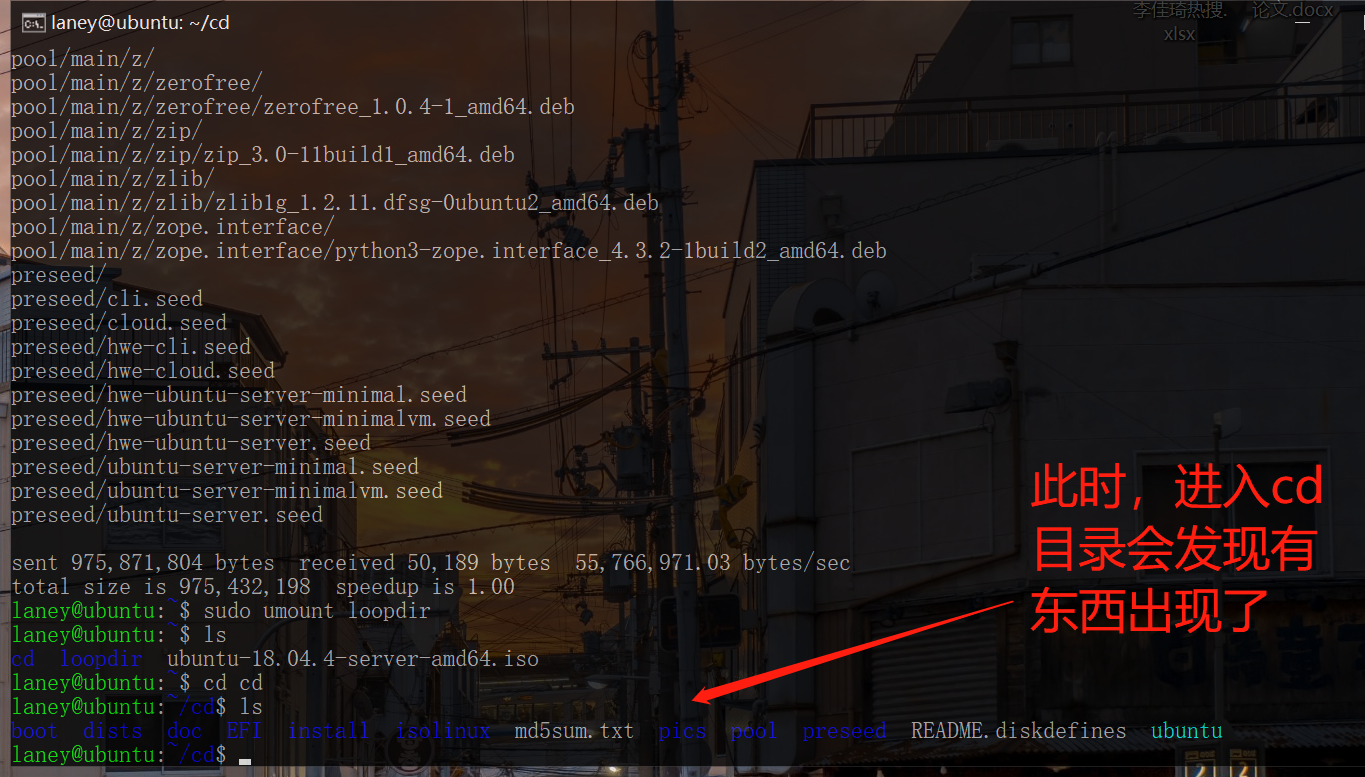 李佳琦热搜. 论文.docx
xlsx
laney@ubuntu: ~/cd
pool/main/z/
pool/main/z/zerofree/
pool/main/z/zerofree/zerofree_1.0.4-1_amd64.deb
pool/main/z/zip/
pool/main/z/zip/zip_3.0-11build1_amd64.deb
pool/main/z/zlib/
pool/main/z/zlib/zlib1g_1.2.11.dfsg-0ubuntu2_amd64.deb
pool/main/z/zope.interface/
pool/main/z/zope.interface/python3-zope.interface_4.3.2-1build2_amd64.deb
preseed/
preseed/cli.seed
preseed/cloud.seed
preseed/hwe-cli.seed
preseed/hwe-cloud.seed
preseed/hwe-ubuntu-server-minimal.seed
preseed/hwe-ubuntu-server-minimalvm.seed
preseed/hwe-ubuntu-server.seed
preseed/ubuntu-server-minimal.seed
preseed/ubuntu-server-minimalvm.seed
preseed/ubuntu-server.seed
sent 975,871,804 bytes  received 50,189 bytes  55,766,971.03 bytes/sec
total size is 975,432,198  speedup is 1.00
laney@ubuntu:~$ sudo umount loopdir
laney@ubuntu:~$ ls
cd  loopdir  ubuntu-18.04.4-server-amd64.iso
laney@ubuntu:~$ cd cd
laney@ubuntu:~/cd$ ls
boot  dists  doc  EFI  install  isolinux  md5sum.txt  pics  pool  preseed  README.diskdefines  ubuntu
laney@ubuntu:~/cd$
此时，进入cd
目录会发现有
东西出现了